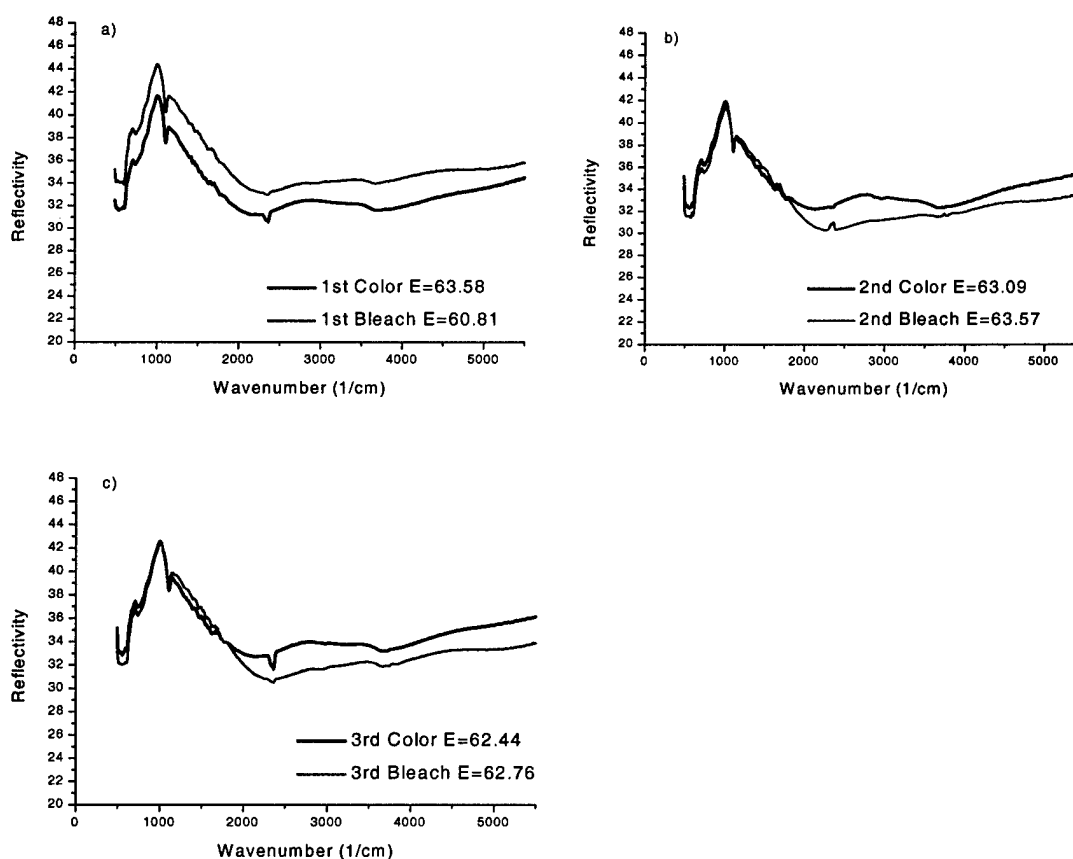 a)
48
46
44
42
40
38
36
34
32
30
28
26
24
22
20
Reflectivity
1st Color E=63.58
1st Bleach E=60.81
0 1000 2000 3000 4000 5000
Wavenumber (1/cm)
b)
48
46
44
42
40
38
36
34
32
30
28
26
24
22
20
Reflectivity
2nd Color E=63.09
2nd Bleach E=63.57
0 1000 2000 3000 4000 5000
Wavenumber (1/cm)
c)
48
46
44
42
40
38
36
34
32
30
28
26
24
22
20
Reflectivity
3rd Color E=62.44
3rd Bleach E=62.76
0 1000 2000 3000 4000 5000
Wavenumber (1/cm)